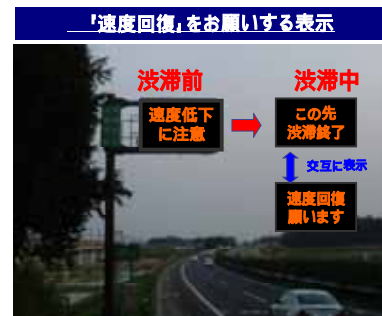 『速度回復』をお願いする表示
渋滞前
渋滞中
速度低下
に注意
この先
渋滞終了
交互に表示
速度回復
願います